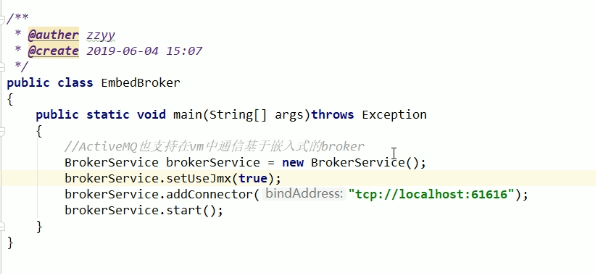 /**
 * @auther zzyy
 * @create 2019-06-04 15:07
 */
public class EmbedBroker
{
    public static void main(String[] args)throws Exception
    {
        //ActiveMQ也支持在vm中通信基于嵌入式的broker
        BrokerService brokerService = new BrokerService();
        brokerService.setUseJmx(true);
        brokerService.addConnector( bindAddress: "tcp://localhost:61616");
        brokerService.start();
    }
}